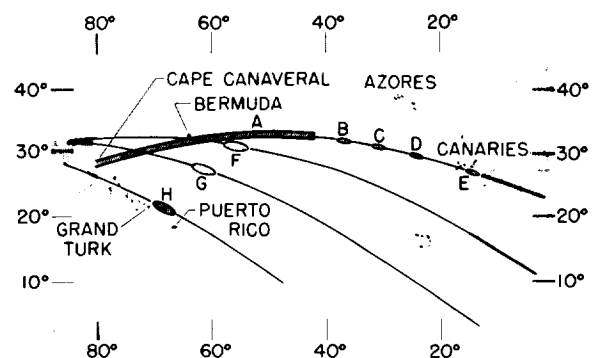 80° 60° 40° 20°
40° CAPE CANAVERAL AZORES 40°
BERMUDA
A B C D
30° F CANARIES 30°
G E
H
20° GRAND TURK PUERTO RICO 20°
10° 10°
80° 60° 40° 20°